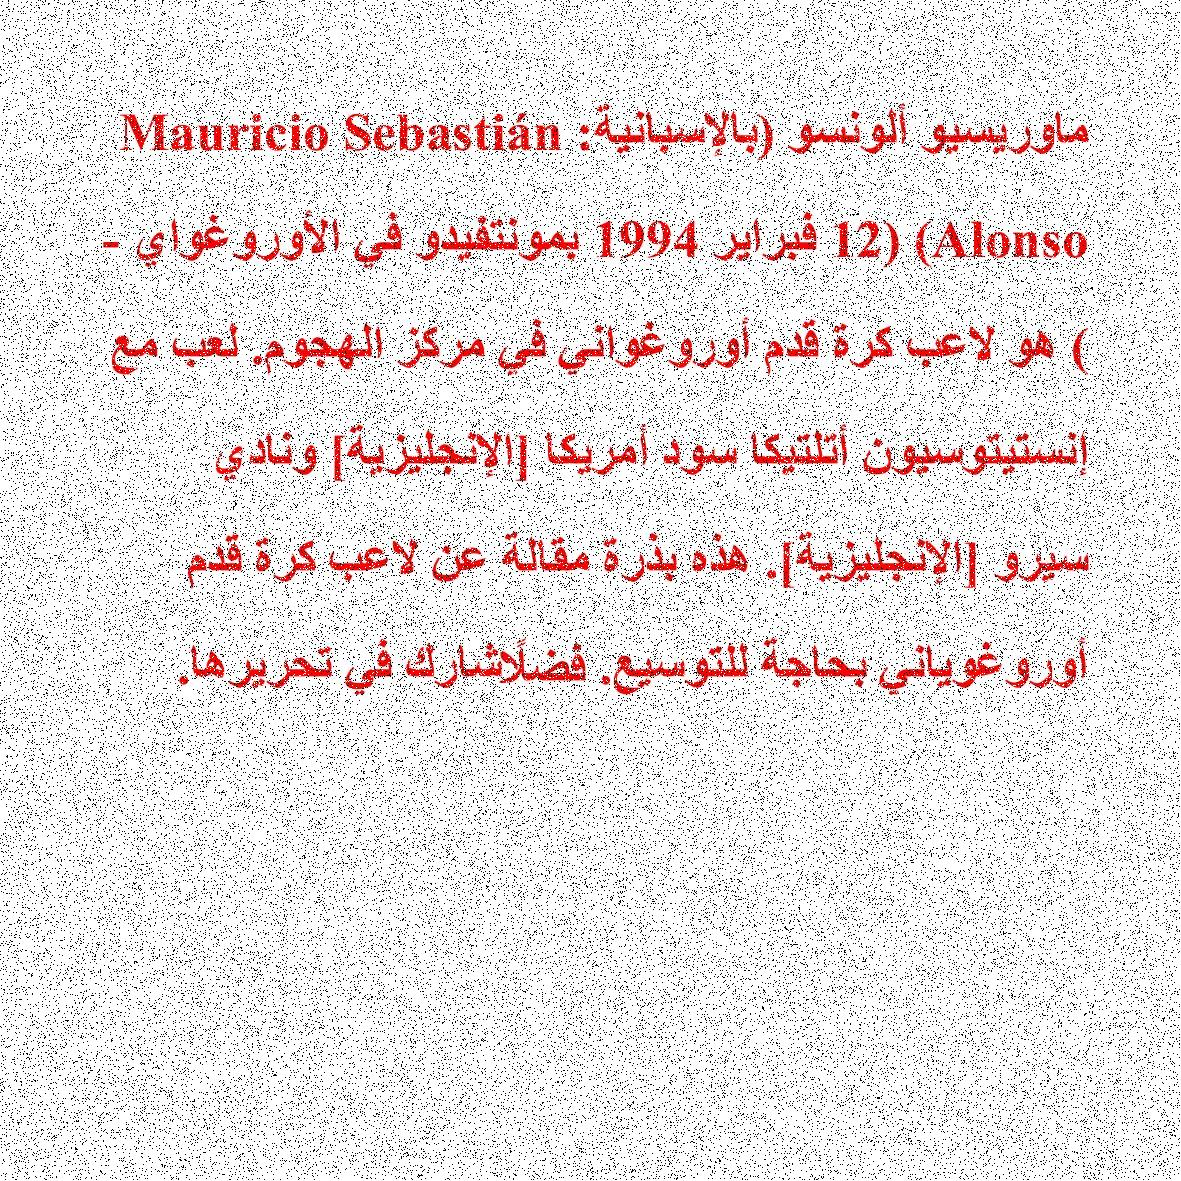 ماوريسيو ألونسو (بالإسبانية: Mauricio Sebastián
Alonso) (12 فبراير 1994 بمونتفيدو في الأوروغواي -
) هو لاعب كرة قدم أوروغواني في مركز الهجوم. لعب مع
إنستيتوسيون أتلتيكا سود أمريكا [الإنجليزية] ونادي
سيرو [الإنجليزية]. هذه بذرة مقالة عن لاعب كرة قدم
أوروغوياني بحاجة للتوسيع. فضلًاشارك في تحريرها.